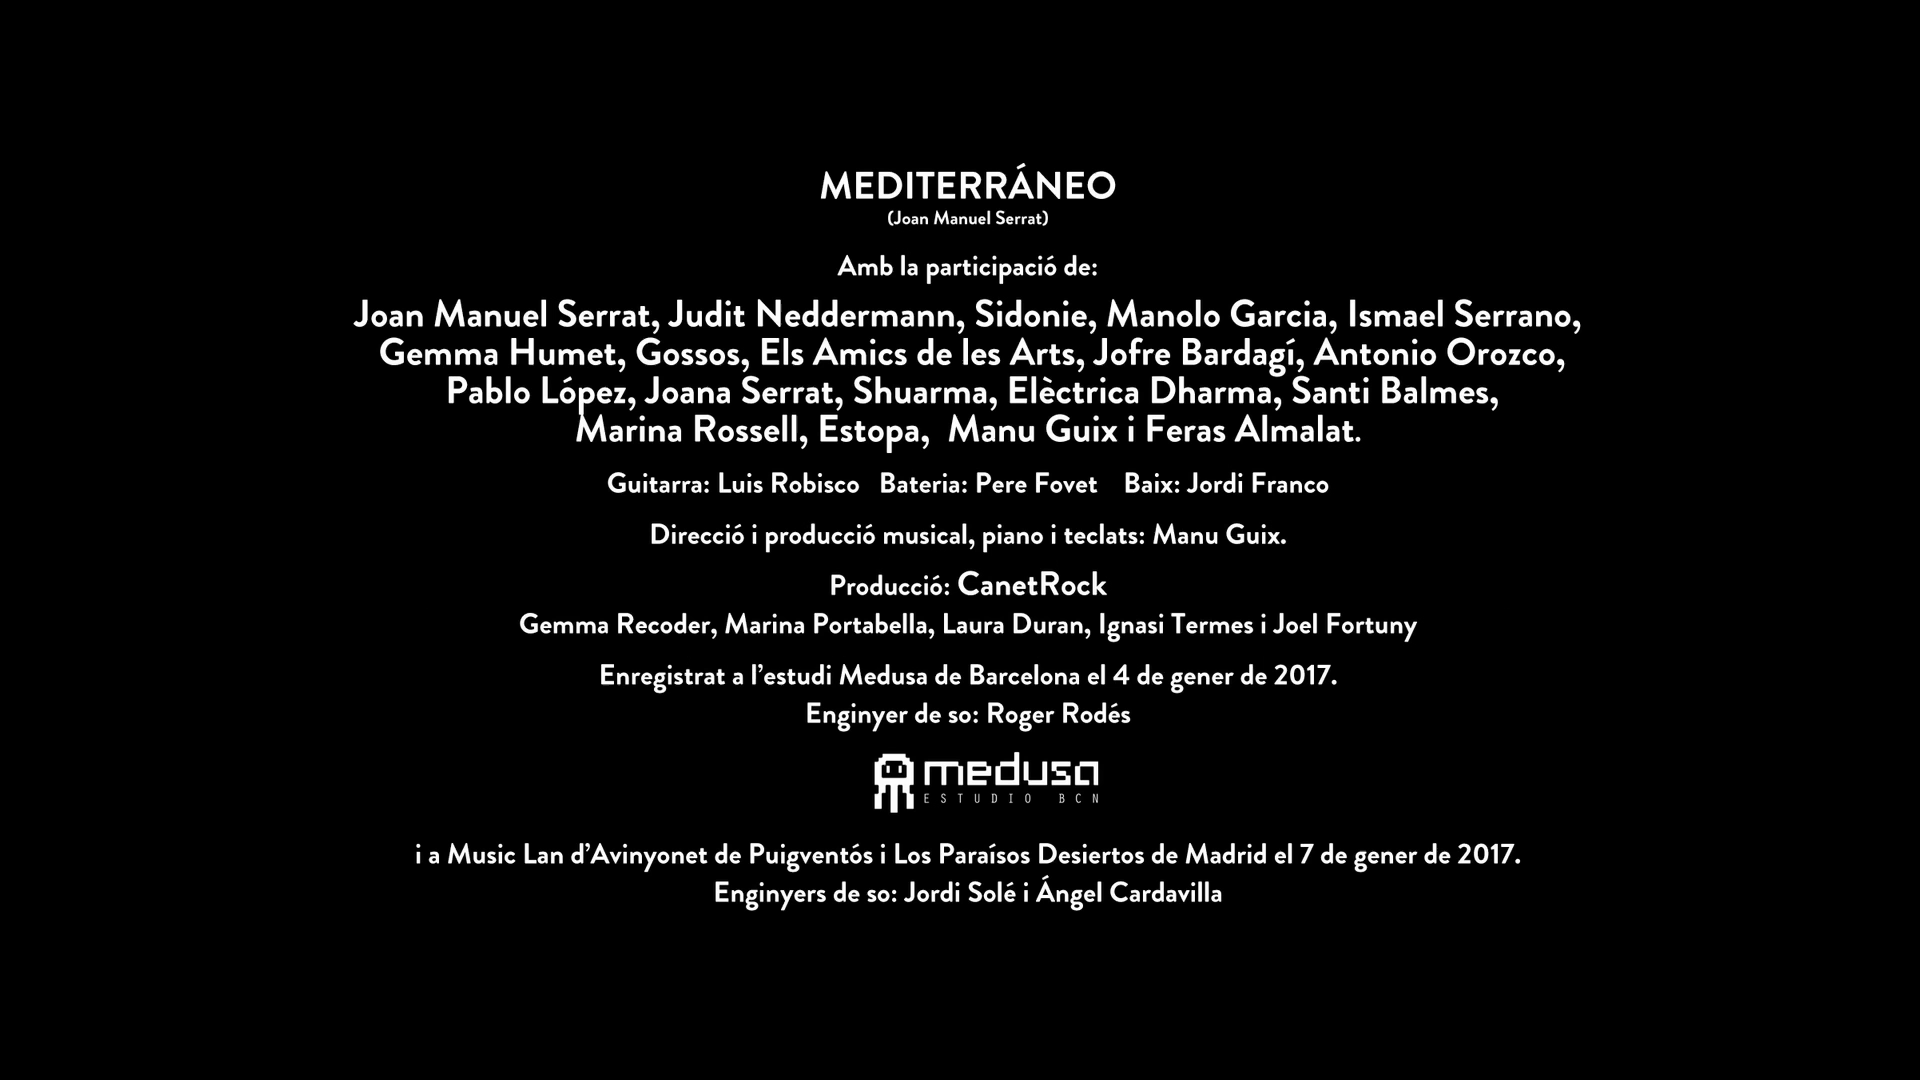 MEDITERRÁNEO
(Joan Manuel Serrat)
Amb la participació de:
Joan Manuel Serrat, Judit Neddermann, Sidonie, Manolo Garcia, Ismael Serrano,
Gemma Humet, Gossos, Els Amics de les Arts, Jofre Bardagí, Antonio Orozco,
Pablo López, Joana Serrat, Shuarma, Elèctrica Dharma, Santi Balmes,
Marina Rossell, Estopa, Manu Guix i Feras Almalat.
Guitarra: Luis Robisco Bateria: Pere Fovet Baix: Jordi Franco
Direcció i producció musical, piano i teclats: Manu Guix.
Producció: CanetRock
Gemma Recoder, Marina Portabella, Laura Duran, Ignasi Termes i Joel Fortuny
Enregistrat a l’estudi Medusa de Barcelona el 4 de gener de 2017.
Enginyer de so: Roger Rodés
medusa
ESTUDIO BCN
i a Music Lan d’Avinyonet de Puigventós i Los Paraísos Desiertos de Madrid el 7 de gener de 2017.
Enginyers de so: Jordi Solé i Ángel Cardavilla